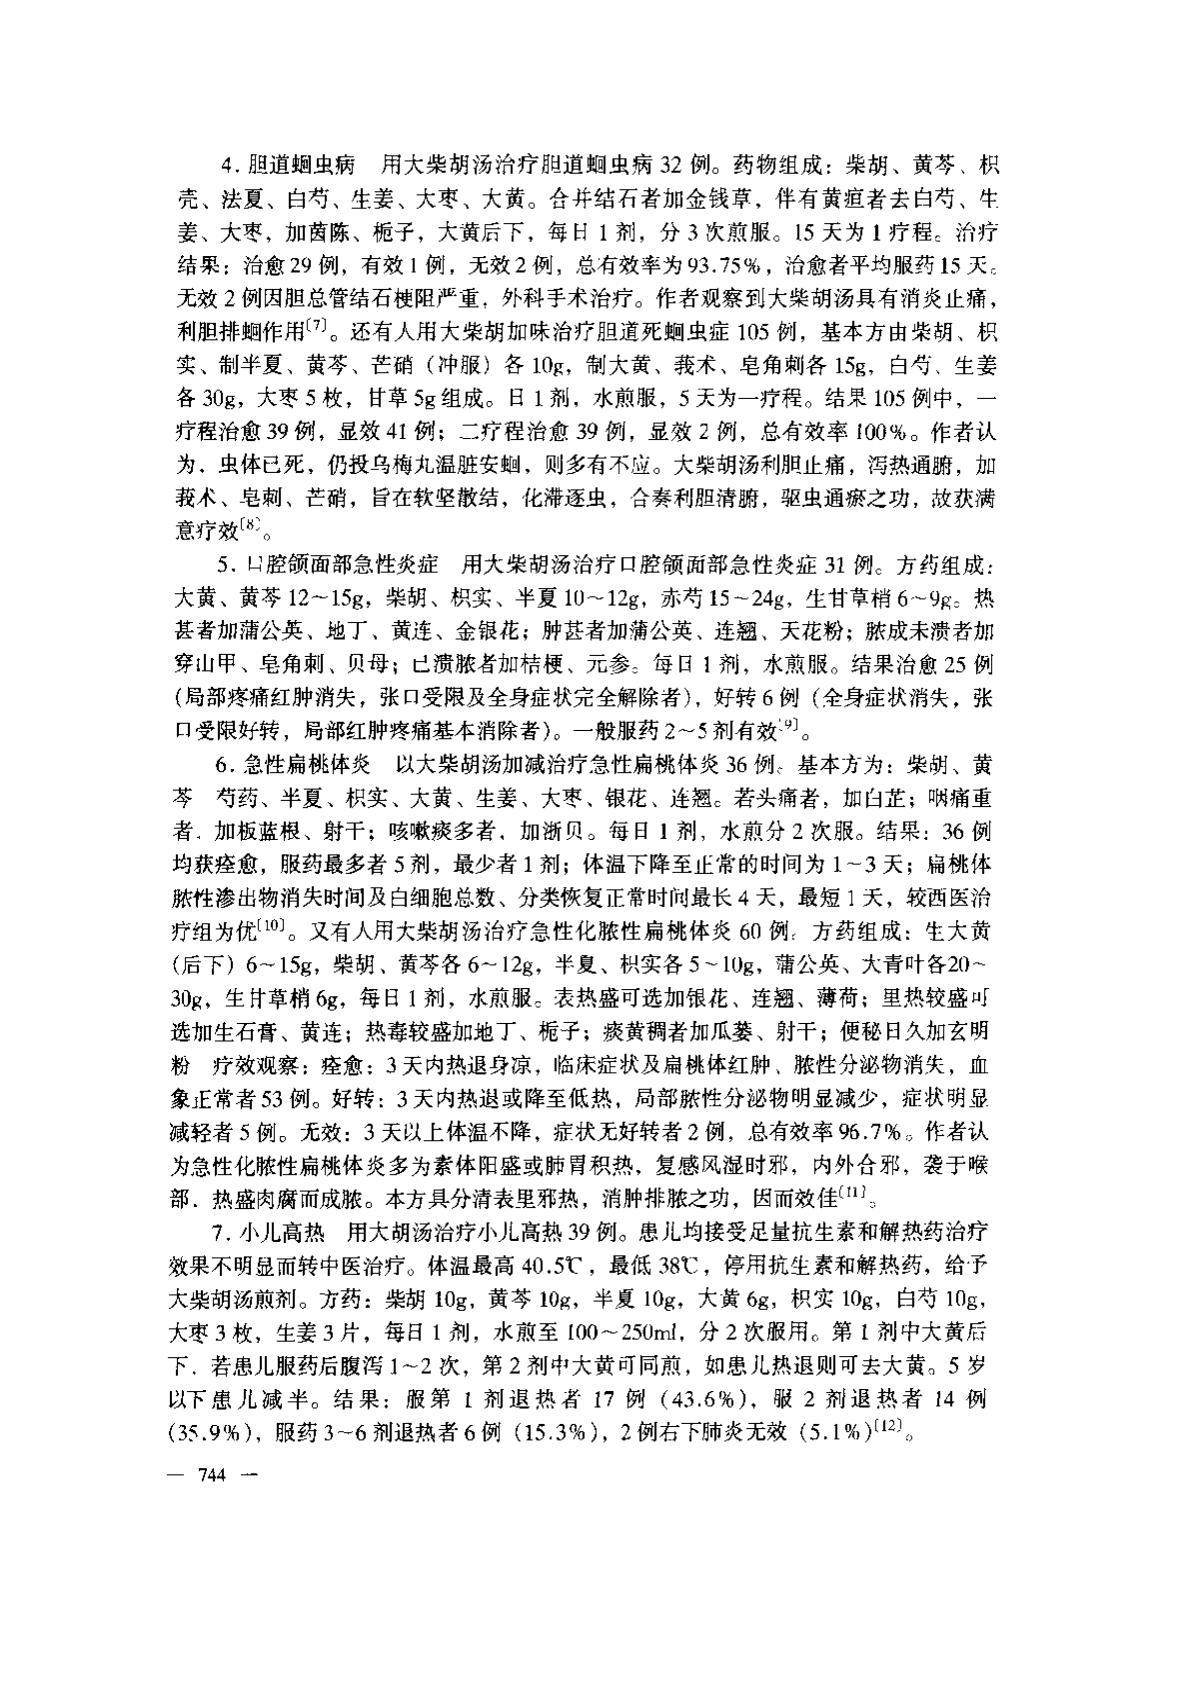 4. 胆道蛔虫病　用大柴胡汤治疗胆道蛔虫病 32 例。药物组成：柴胡、黄芩、枳
壳、法夏、白芍、生姜、大枣、大黄。合并结石者加金钱草，伴有黄疸者去白芍、生
姜、大枣，加茵陈、栀子，大黄后下，每日 1 剂，分 3 次煎服。15 天为 1 疗程。治疗
结果：治愈 29 例，有效 1 例，无效 2 例，总有效率为 93.75%，治愈者平均服药 15 天。
无效 2 例因胆总管结石梗阻严重，外科手术治疗。作者观察到大柴胡汤具有消炎止痛，
利胆排蛔作用〔7〕。还有人用大柴胡加味治疗胆道死蛔虫症 105 例，基本方由柴胡、枳
实、制半夏、黄芩、芒硝（冲服）各 10g，制大黄、莪术、皂角刺各 15g，白芍、生姜
各 30g，大枣 5 枚，甘草 5g 组成。日 1 剂，水煎服，5 天为一疗程。结果 105 例中，一
疗程治愈 39 例，显效 41 例；二疗程治愈 39 例，显效 2 例，总有效率 100%。作者认
为，虫体已死，仍投乌梅丸温脏安蛔，则多有不应。大柴胡汤利胆止痛，泻热通腑，加
莪术、皂刺、芒硝，旨在软坚散结，化滞逐虫，合奏利胆清腑，驱虫通瘀之功，故获满
意疗效〔8〕。
5. 口腔颌面部急性炎症　用大柴胡汤治疗口腔颌面部急性炎症 31 例。方药组成：
大黄、黄芩 12～15g，柴胡、枳实、半夏 10～12g，赤芍 15～24g，生甘草梢 6～9g。热
甚者加蒲公英、地丁、黄连、金银花；肿甚者加蒲公英、连翘、天花粉；脓成未溃者加
穿山甲、皂角刺、贝母；已溃脓者加桔梗、元参。每日 1 剂，水煎服。结果治愈 25 例
（局部疼痛红肿消失，张口受限及全身症状完全解除者），好转 6 例（全身症状消失，张
口受限好转，局部红肿疼痛基本消除者）。一般服药 2～5 剂有效〔9〕。
6. 急性扁桃体炎　以大柴胡汤加减治疗急性扁桃体炎 36 例。基本方为：柴胡、黄
芩　芍药、半夏、枳实、大黄、生姜、大枣、银花、连翘。若头痛者，加白芷；咽痛重
者，加板蓝根、射干；咳嗽痰多者，加浙贝。每日 1 剂，水煎分 2 次服。结果：36 例
均获痊愈，服药最多者 5 剂，最少者 1 剂；体温下降至正常的时间为 1～3 天；扁桃体
脓性渗出物消失时间及白细胞总数、分类恢复正常时间最长 4 天，最短 1 天，较西医治
疗组为优〔10〕。又有人用大柴胡汤治疗急性化脓性扁桃体炎 60 例。方药组成：生大黄
（后下）6～15g，柴胡、黄芩各 6～12g，半夏、枳实各 5～10g，蒲公英、大青叶各20～
30g，生甘草梢 6g，每日 1 剂，水煎服。表热盛可选加银花、连翘、薄荷；里热较盛可
选加生石膏、黄连；热毒较盛加地丁、栀子；痰黄稠者加瓜蒌、射干；便秘日久加玄明
粉　疗效观察：痊愈：3 天内热退身凉，临床症状及扁桃体红肿、脓性分泌物消失，血
象正常者 53 例。好转：3 天内热退或降至低热，局部脓性分泌物明显减少，症状明显
减轻者 5 例。无效：3 天以上体温不降，症状无好转者 2 例，总有效率 96.7%。作者认
为急性化脓性扁桃体炎多为素体阳盛或肺胃积热，复感风湿时邪，内外合邪，袭于喉
部．热盛肉腐而成脓。本方具分清表里邪热，消肿排脓之功，因而效佳〔11〕。
7. 小儿高热　用大胡汤治疗小儿高热 39 例。患儿均接受足量抗生素和解热药治疗
效果不明显而转中医治疗。体温最高 40.5℃，最低 38℃，停用抗生素和解热药，给予
大柴胡汤煎剂。方药：柴胡 10g，黄芩 10g，半夏 10g，大黄 6g，枳实 10g，白芍 10g，
大枣 3 枚，生姜 3 片，每日 1 剂，水煎至 100～250ml，分 2 次服用。第 1 剂中大黄后
下．若患儿服药后腹泻 1～2 次，第 2 剂中大黄可同煎，如患儿热退则可去大黄。5 岁
以下患儿减半。结果：服第 1 剂退热者 17 例（43.6%），服 2 剂退热者 14 例
（35.9%），服药 3～6 剂退热者 6 例（15.3%），2 例右下肺炎无效（5.1%）〔12〕。
— 744 —